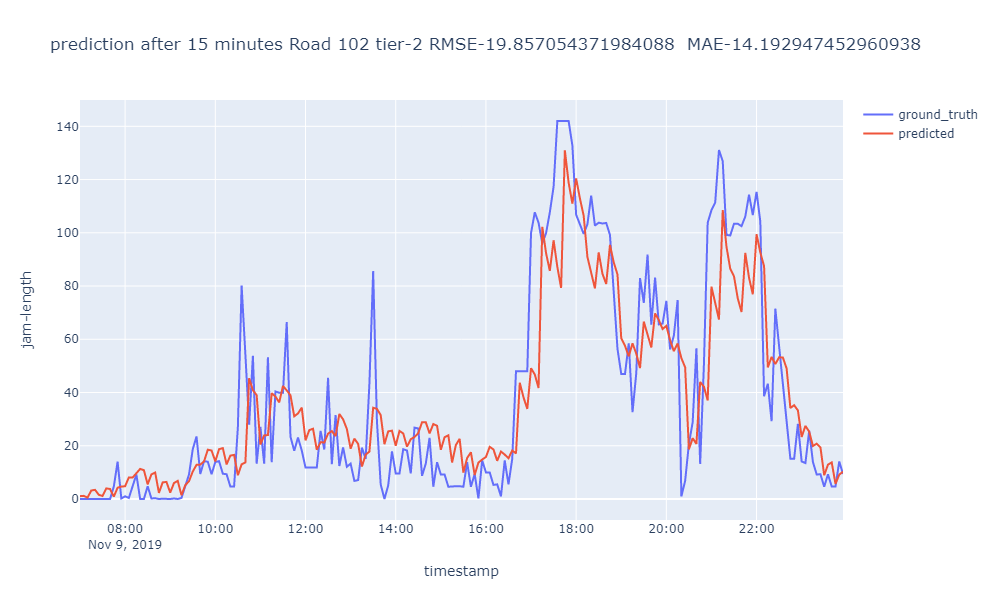 prediction after 15 minutes Road 102 tier-2 RMSE-19.857054371984088  MAE-14.192947452960938
ground_truth
predicted
140
120
100
80
60
40
20
0
jam-length
08:00 10:00 12:00 14:00 16:00 18:00 20:00 22:00
Nov 9, 2019
timestamp